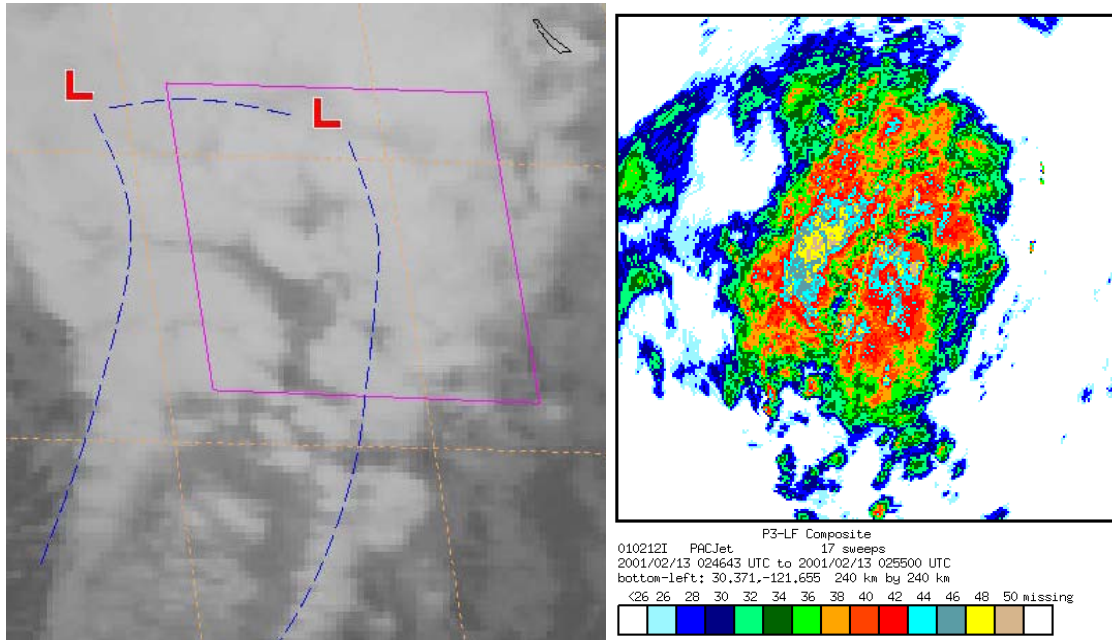 L
L
P3-LF Composite
010212I PACJet 17 sweeps
2001/02/13 024643 UTC to 2001/02/13 025500 UTC
bottom-left: 30.371,-121.655 240 km by 240 km
<26 26 28 30 32 34 36 38 40 42 44 46 48 50 missing